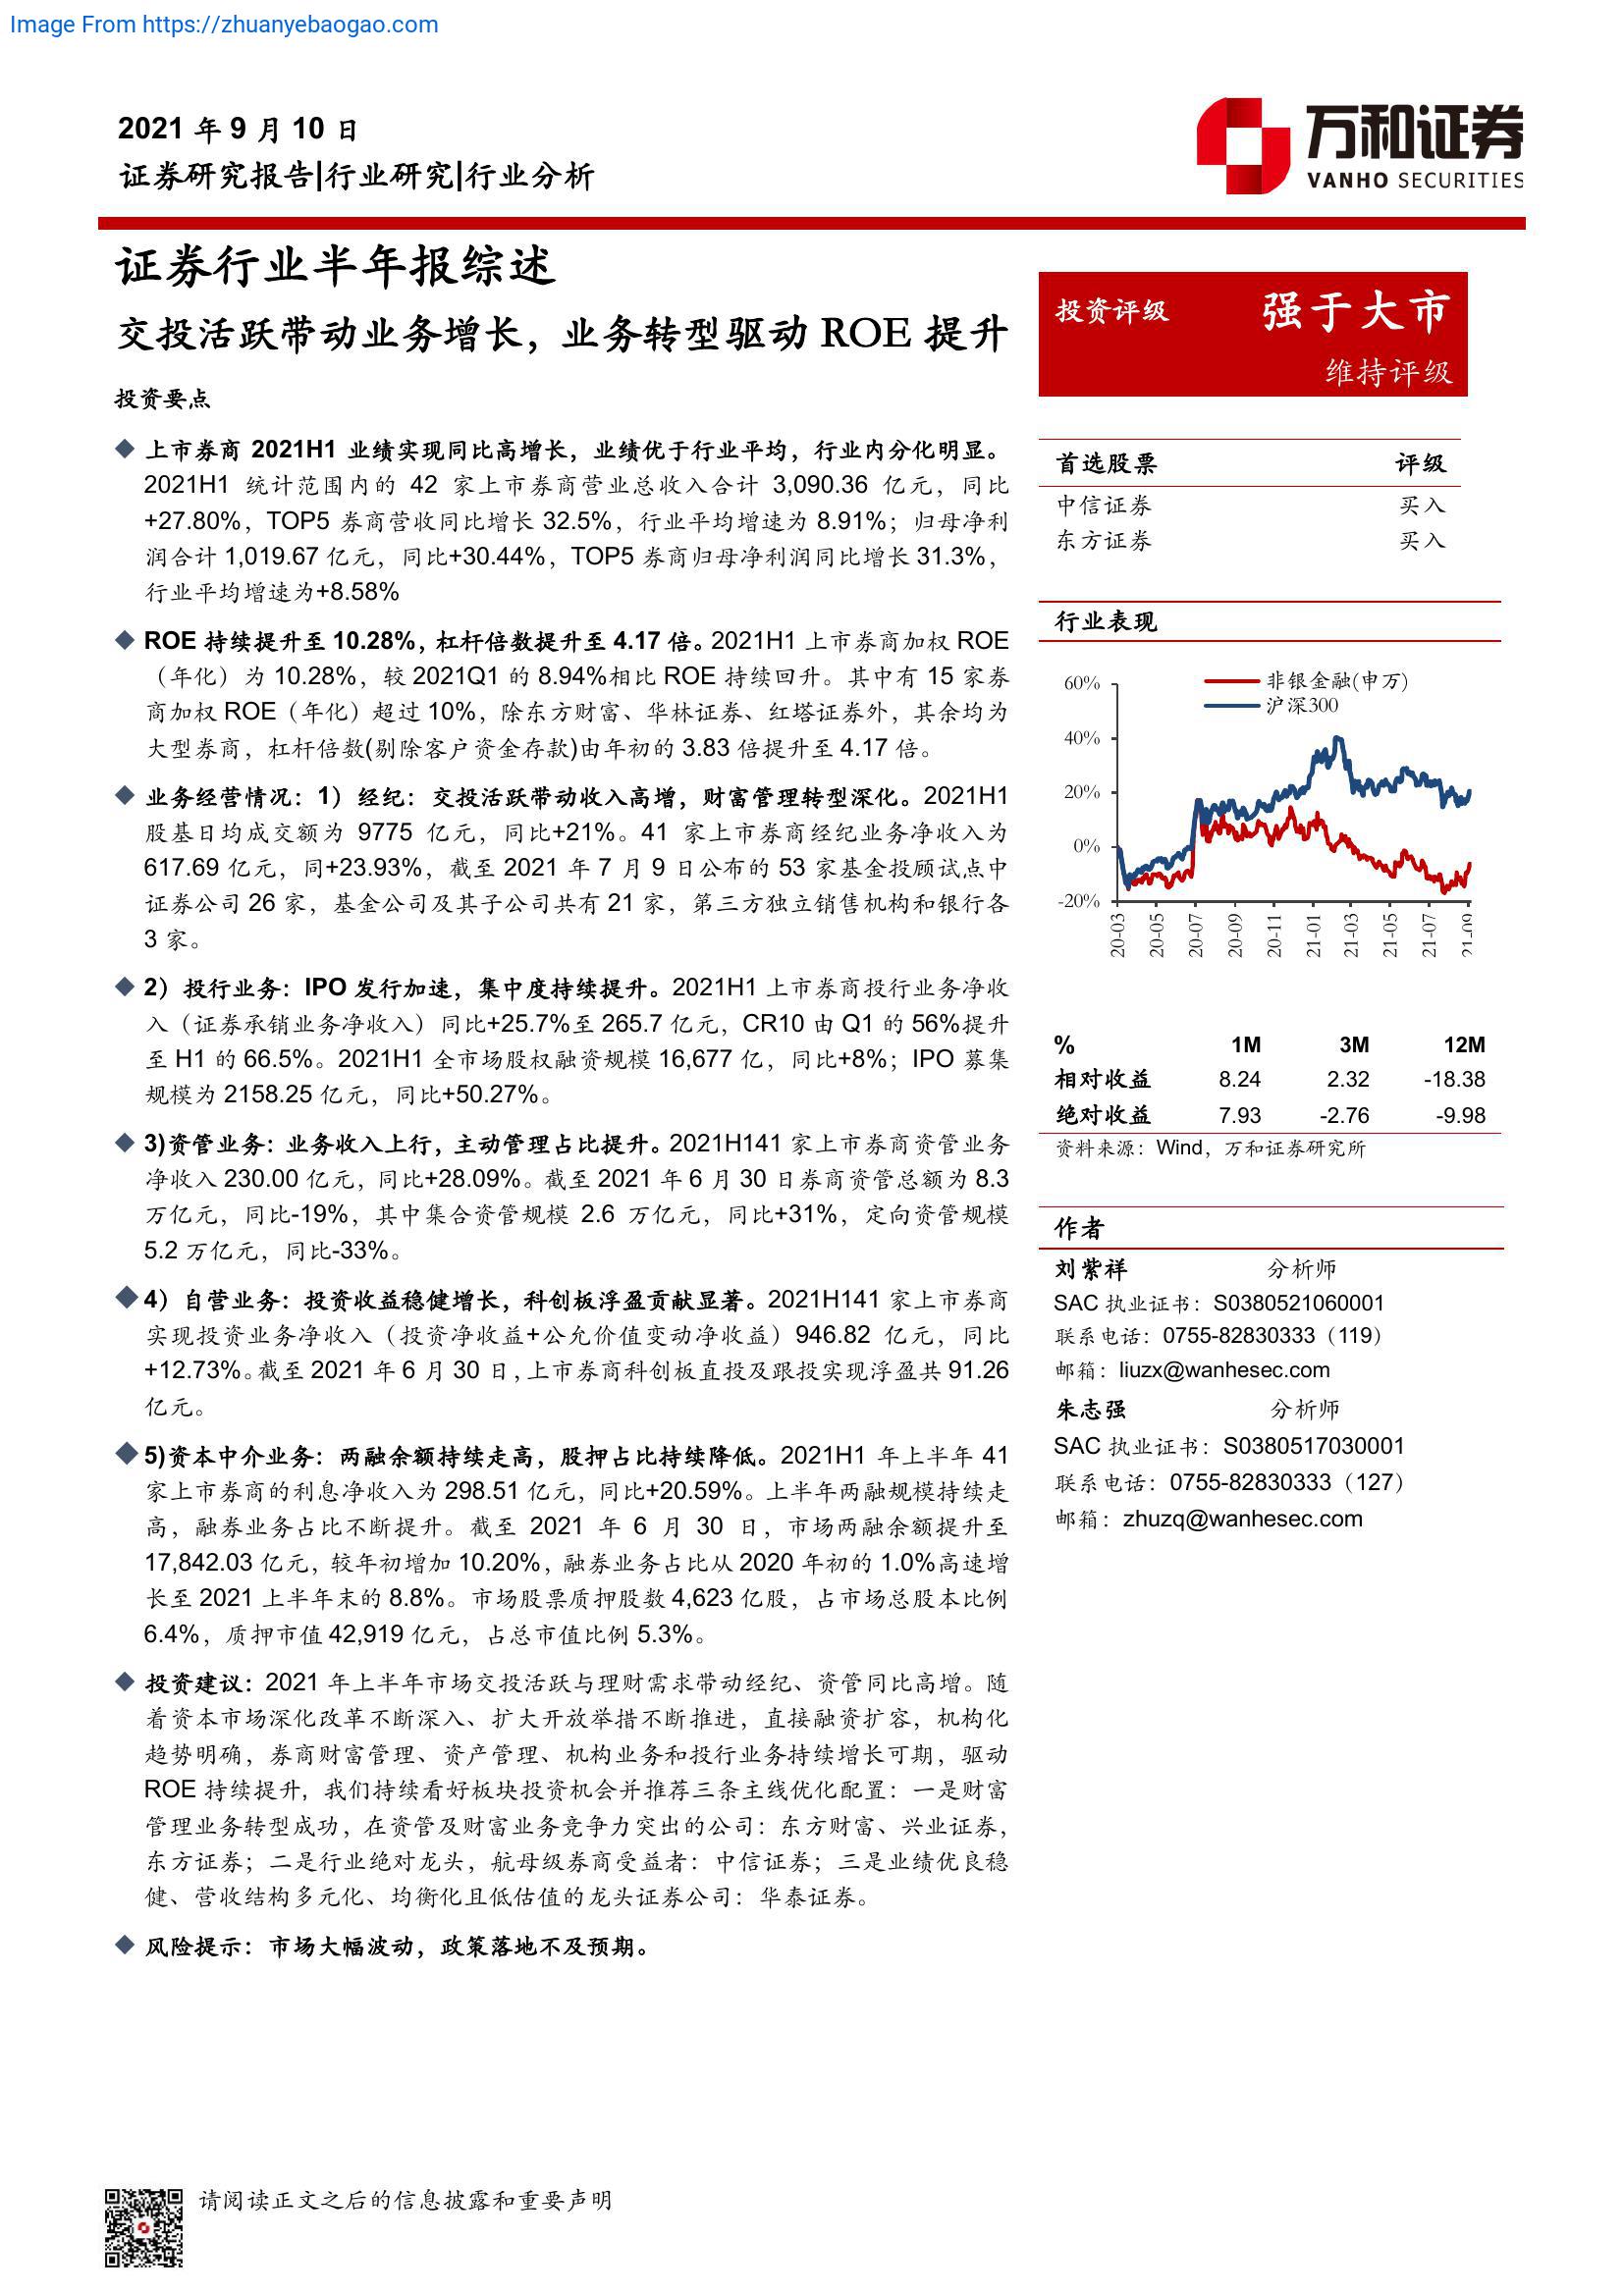 Image From https://zhuanyebaogao.com
2021 年 9 月 10 日
证券研究报告|行业研究|行业分析
万和证券
VANHO SECURITIES
证券行业半年报综述
交投活跃带动业务增长，业务转型驱动 ROE 提升
投资要点
◆ 上市券商 2021H1 业绩实现同比高增长，业绩优于行业平均，行业内分化明显。
2021H1 统计范围内的 42 家上市券商营业总收入合计 3,090.36 亿元，同比
+27.80%，TOP5 券商营收同比增长 32.5%，行业平均增速为 8.91%；归母净利
润合计 1,019.67 亿元，同比+30.44%，TOP5 券商归母净利润同比增长 31.3%，
行业平均增速为+8.58%
◆ ROE 持续提升至 10.28%，杠杆倍数提升至 4.17 倍。2021H1 上市券商加权 ROE
（年化）为 10.28%，较 2021Q1 的 8.94%相比 ROE 持续回升。其中有 15 家券
商加权 ROE（年化）超过 10%，除东方财富、华林证券、红塔证券外，其余均为
大型券商，杠杆倍数(剔除客户资金存款)由年初的 3.83 倍提升至 4.17 倍。
◆ 业务经营情况：1）经纪：交投活跃带动收入高增，财富管理转型深化。2021H1
股基日均成交额为 9775 亿元，同比+21%。41 家上市券商经纪业务净收入为
617.69 亿元，同+23.93%，截至 2021 年 7 月 9 日公布的 53 家基金投顾试点中
证券公司 26 家，基金公司及其子公司共有 21 家，第三方独立销售机构和银行各
3 家。
◆ 2）投行业务：IPO 发行加速，集中度持续提升。2021H1 上市券商投行业务净收
入（证券承销业务净收入）同比+25.7%至 265.7 亿元，CR10 由 Q1 的 56%提升
至 H1 的 66.5%。2021H1 全市场股权融资规模 16,677 亿，同比+8%；IPO 募集
规模为 2158.25 亿元，同比+50.27%。
◆ 3)资管业务：业务收入上行，主动管理占比提升。2021H141 家上市券商资管业务
净收入 230.00 亿元，同比+28.09%。截至 2021 年 6 月 30 日券商资管总额为 8.3
万亿元，同比-19%，其中集合资管规模 2.6 万亿元，同比+31%，定向资管规模
5.2 万亿元，同比-33%。
◆ 4）自营业务：投资收益稳健增长，科创板浮盈贡献显著。2021H141 家上市券商
实现投资业务净收入（投资净收益+公允价值变动净收益）946.82 亿元，同比
+12.73%。截至 2021 年 6 月 30 日，上市券商科创板直投及跟投实现浮盈共 91.26
亿元。
◆ 5)资本中介业务：两融余额持续走高，股押占比持续降低。2021H1 年上半年 41
家上市券商的利息净收入为 298.51 亿元，同比+20.59%。上半年两融规模持续走
高，融券业务占比不断提升。截至 2021 年 6 月 30 日，市场两融余额提升至
17,842.03 亿元，较年初增加 10.20%，融券业务占比从 2020 年初的 1.0%高速增
长至 2021 上半年末的 8.8%。市场股票质押股数 4,623 亿股，占市场总股本比例
6.4%，质押市值 42,919 亿元，占总市值比例 5.3%。
◆ 投资建议：2021 年上半年市场交投活跃与理财需求带动经纪、资管同比高增。随
着资本市场深化改革不断深入、扩大开放举措不断推进，直接融资扩容，机构化
趋势明确，券商财富管理、资产管理、机构业务和投行业务持续增长可期，驱动
ROE 持续提升，我们持续看好板块投资机会并推荐三条主线优化配置：一是财富
管理业务转型成功，在资管及财富业务竞争力突出的公司：东方财富、兴业证券，
东方证券；二是行业绝对龙头，航母级券商受益者：中信证券；三是业绩优良稳
健、营收结构多元化、均衡化且低估值的龙头证券公司：华泰证券。
◆ 风险提示：市场大幅波动，政策落地不及预期。
投资评级 强于大市
维持评级
首选股票 评级
中信证券 买入
东方证券 买入
行业表现
非银金融(申万)
沪深300
60%
40%
20%
0%
-20%
20-03 20-05 20-07 20-09 20-11 21-01 21-03 21-05 21-07 21-09
% 1M 3M 12M
相对收益 8.24 2.32 -18.38
绝对收益 7.93 -2.76 -9.98
资料来源：Wind，万和证券研究所
作者
刘紫祥 分析师
SAC 执业证书：S0380521060001
联系电话：0755-82830333（119）
邮箱：liuzx@wanhesec.com
朱志强 分析师
SAC 执业证书：S0380517030001
联系电话：0755-82830333（127）
邮箱：zhuzq@wanhesec.com
请阅读正文之后的信息披露和重要声明